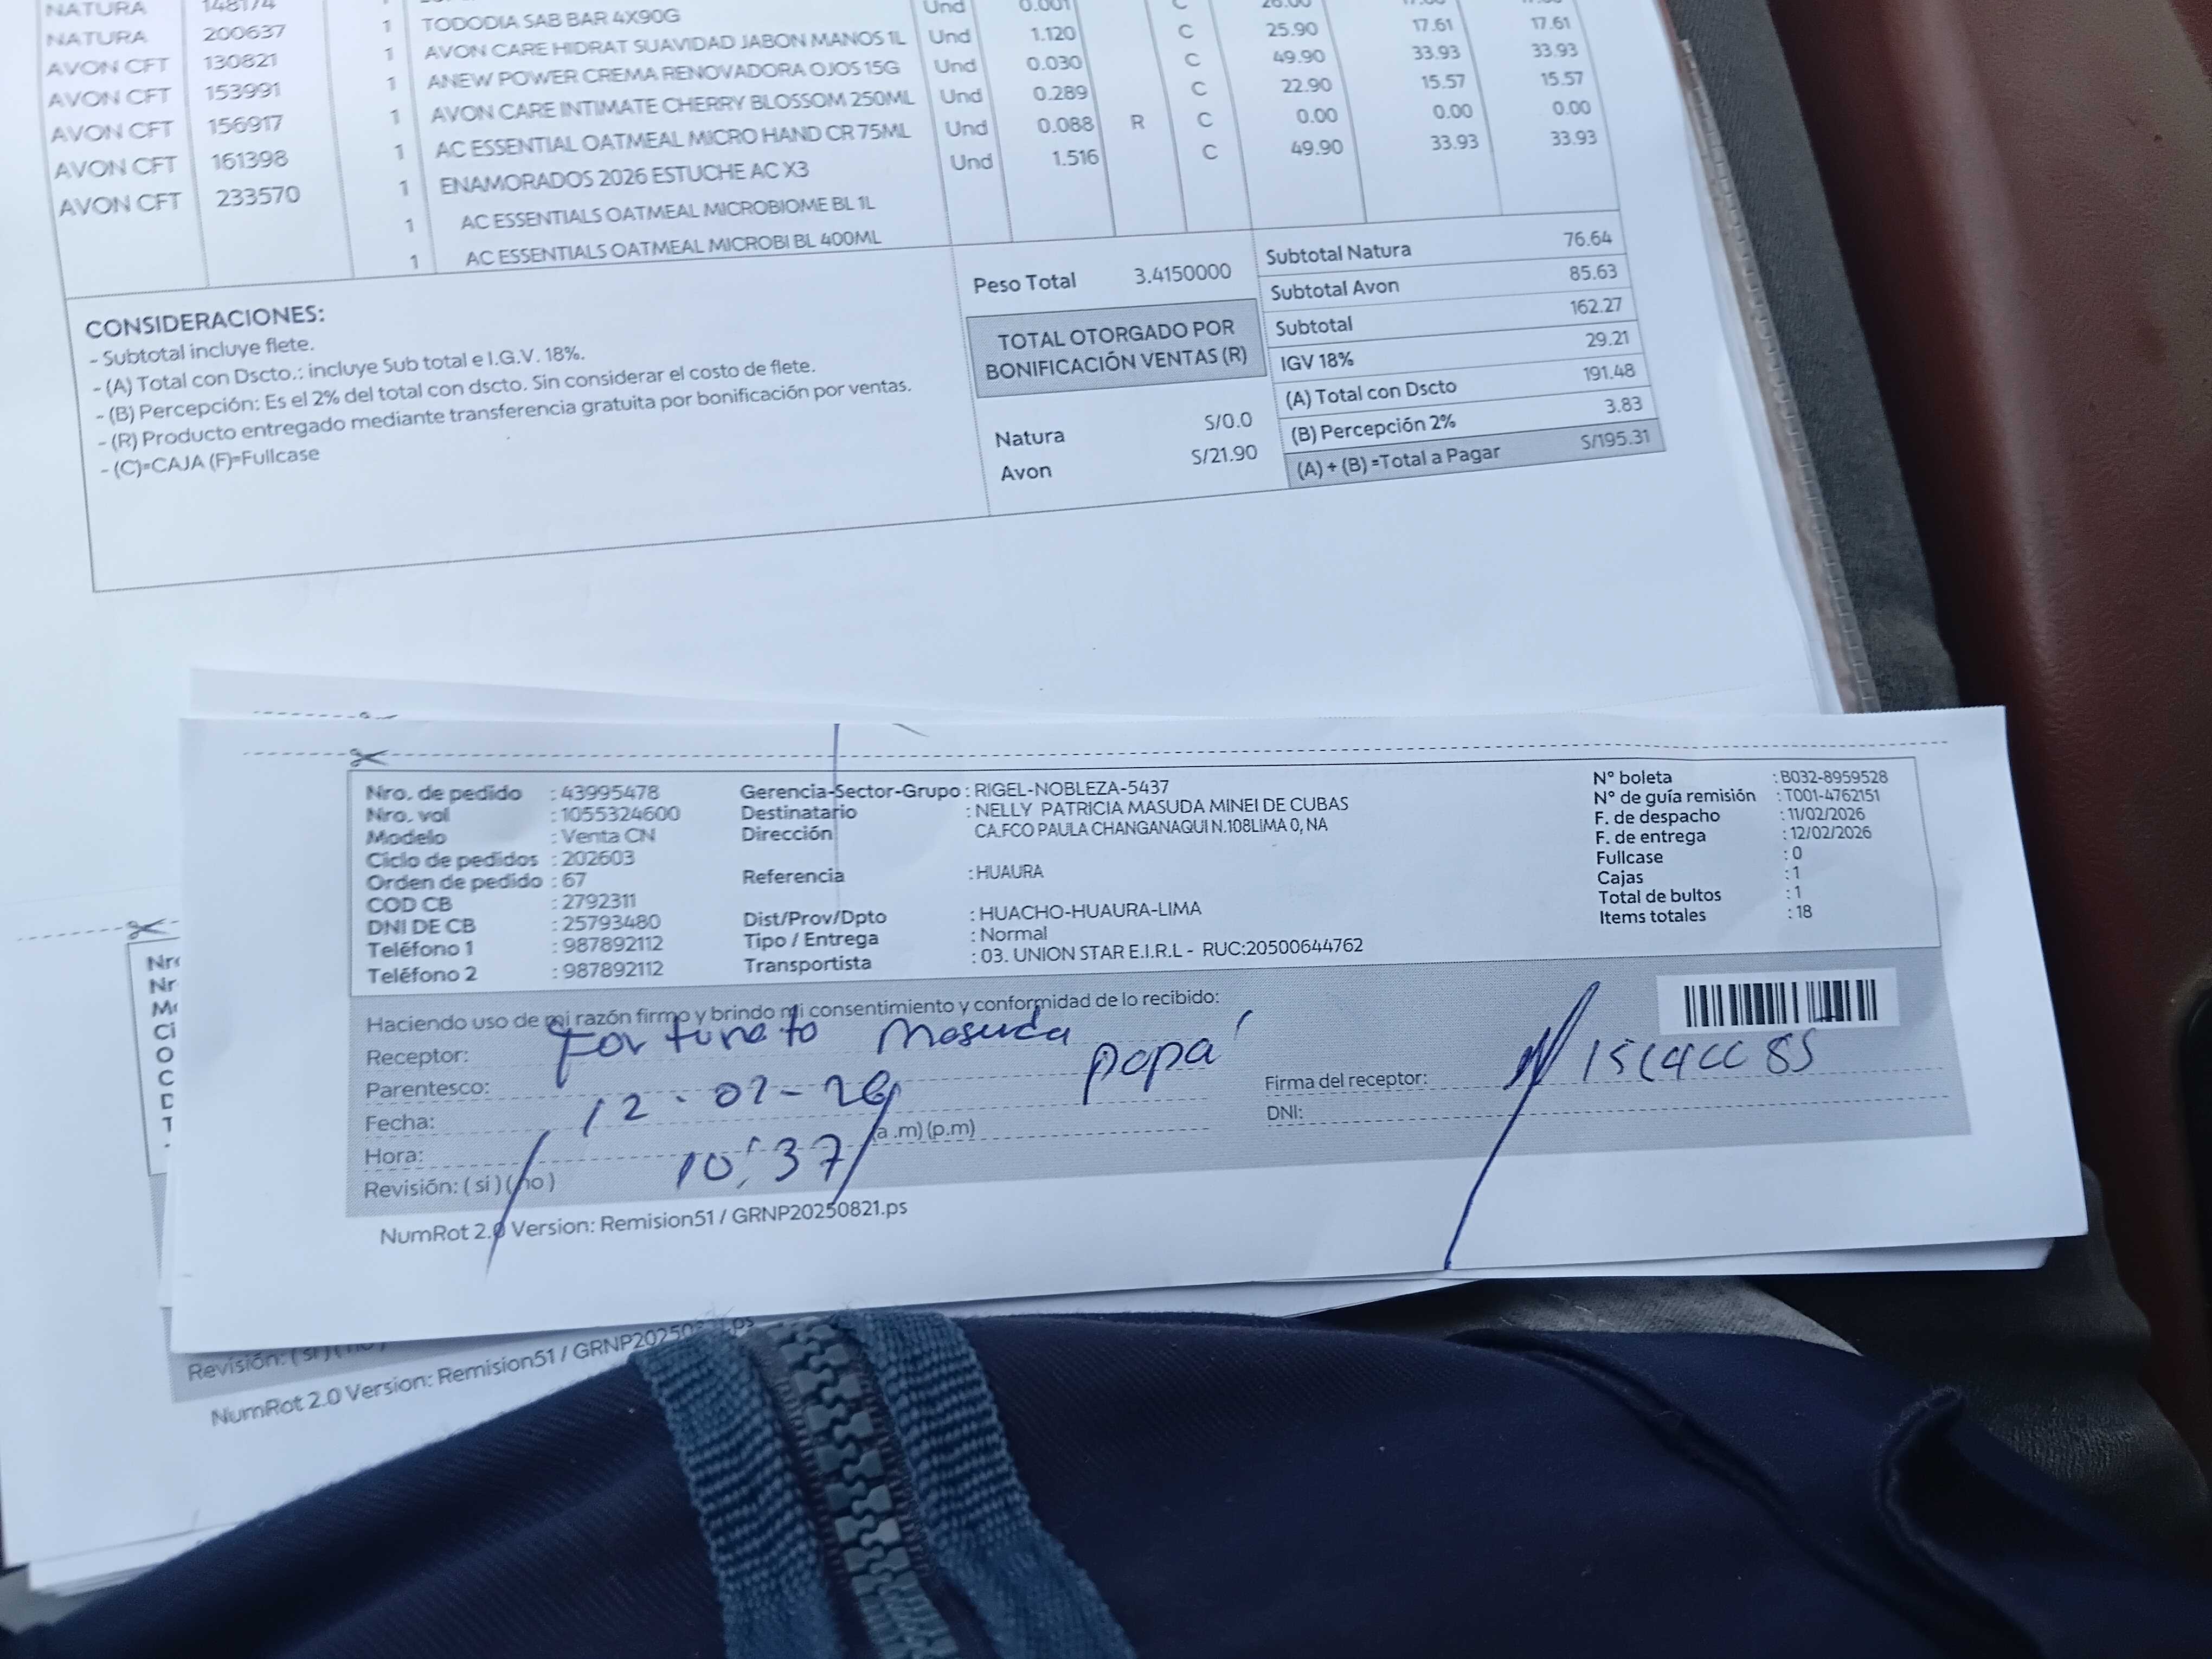 NATURA 148174
NATURA 200637 1 TODODIA SAB BAR 4X90G Und 0.001 C
AVON CFT 130821 1 AVON CARE HIDRAT SUAVIDAD JABON MANOS 1L Und 1.120 C 25.90 17.61 17.61
AVON CFT 153991 1 ANEW POWER CREMA RENOVADORA OJOS 15G Und 0.030 C 49.90 33.93 33.93
AVON CFT 156917 1 AVON CARE INTIMATE CHERRY BLOSSOM 250ML Und 0.289 C 22.90 15.57 15.57
AVON CFT 161398 1 AC ESSENTIAL OATMEAL MICRO HAND CR 75ML Und 0.088 R C 0.00 0.00 0.00
AVON CFT 233570 1 ENAMORADOS 2026 ESTUCHE AC X3 Und 1.516 C 49.90 33.93 33.93
1 AC ESSENTIALS OATMEAL MICROBIOME BL 1L
1 AC ESSENTIALS OATMEAL MICROBI BL 400ML
CONSIDERACIONES:
- Subtotal incluye flete.
- (A) Total con Dscto.: incluye Sub total e I.G.V. 18%.
- (B) Percepción: Es el 2% del total con dscto. Sin considerar el costo de flete.
- (R) Producto entregado mediante transferencia gratuita por bonificación por ventas.
- (C)=CAJA (F)=Fullcase
Peso Total 3.4150000
TOTAL OTORGADO POR
BONIFICACIÓN VENTAS (R)
Natura S/0.0
Avon S/21.90
Subtotal Natura 76.64
Subtotal Avon 85.63
Subtotal 162.27
IGV 18% 29.21
(A) Total con Dscto 191.48
(B) Percepción 2% 3.83
(A) + (B) =Total a Pagar S/195.31
Nro. de pedido : 43995478
Nro. val : 1055324600
Modelo : Venta CN
Ciclo de pedidos : 202603
Orden de pedido : 67
COD CB : 2792311
DNI DE CB : 25793480
Teléfono 1 : 987892112
Teléfono 2 : 987892112
Gerencia-Sector-Grupo : RIGEL-NOBLEZA-5437
Destinatario : NELLY PATRICIA MASUDA MINEI DE CUBAS
Dirección CA.FCO PAULA CHANGANAQUI N.108LIMA 0, NA
Referencia : HUAURA
Dist/Prov/Dpto : HUACHO-HUAURA-LIMA
Tipo / Entrega : Normal
Transportista : 03. UNION STAR E.I.R.L - RUC:20500644762
N° boleta : B032-8959528
N° de guía remisión : T001-4762151
F. de despacho : 11/02/2026
F. de entrega : 12/02/2026
Fullcase : 0
Cajas : 1
Total de bultos : 1
Items totales : 18
Haciendo uso de mi razón firmo y brindo mi consentimiento y conformidad de lo recibido:
Receptor: Fortunato Masuda
Parentesco: papa'
Fecha: 12-02-26
Hora: 10:37 (a.m) (p.m)
Revisión: ( si ) ( no )
Firma del receptor:
DNI:
NumRot 2.0 Version: Remision51 / GRNP20250821.ps
Revisión: ( si ) ( no )
NumRot 2.0 Version: Remision51 / GRNP20250821.ps